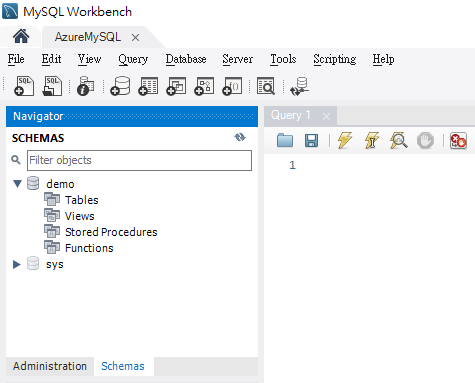 MySQL Workbench
AzureMySQL
File Edit View Query Database Server Tools Scripting Help
SQL SQL
Navigator
Query 1
SCHEMAS
Filter objects
1
demo
Tables
Views
Stored Procedures
Functions
sys
Administration Schemas